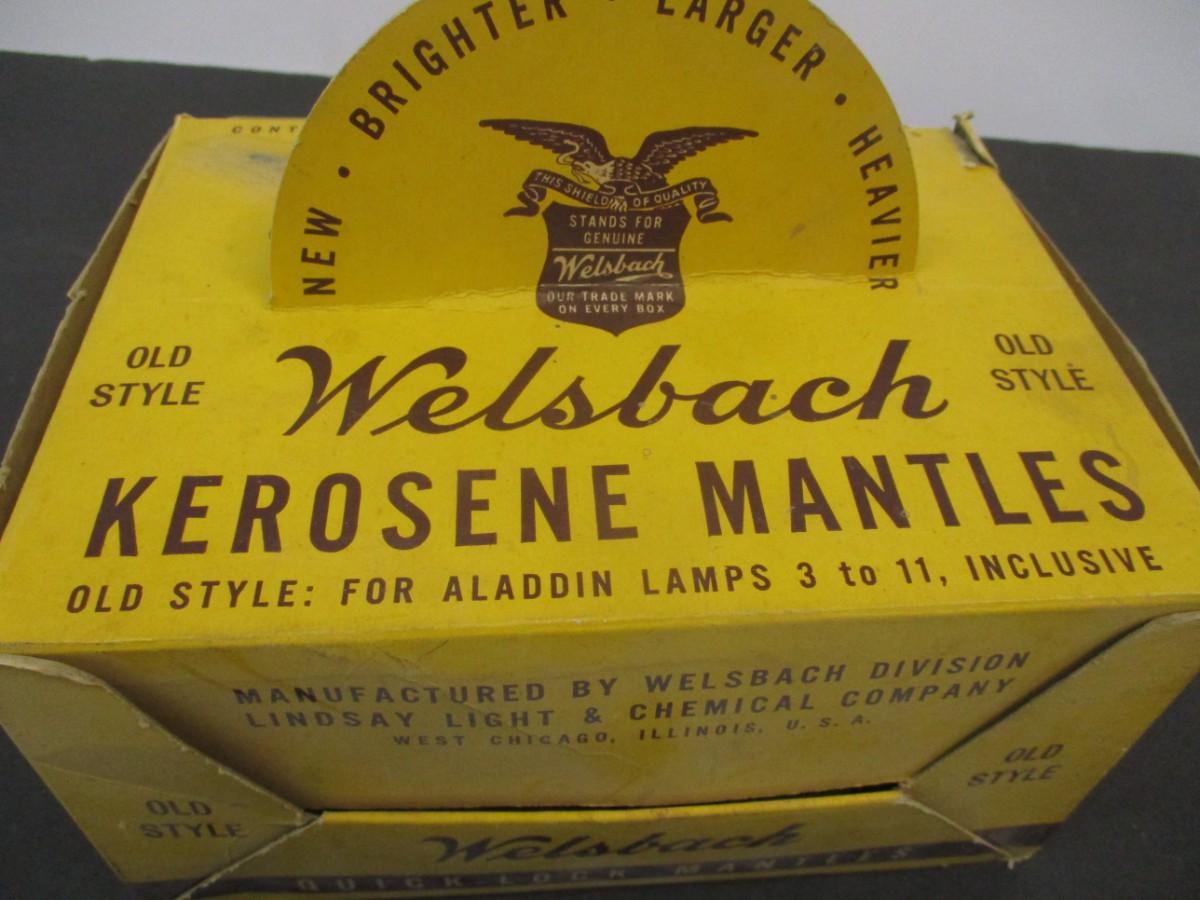 NEW • BRIGHTER • LARGER • HEAVIER
THIS SHIELD OF QUALITY
STANDS FOR
GENUINE
Welsbach
OUR TRADE MARK
ON EVERY BOX
OLD
STYLE
Welsbach
OLD
STYLE
KEROSENE MANTLES
OLD STYLE: FOR ALADDIN LAMPS 3 to 11, INCLUSIVE
MANUFACTURED BY WELSBACH DIVISION
LINDSAY LIGHT & CHEMICAL COMPANY
WEST CHICAGO, ILLINOIS, U. S. A.
OLD
STYLE
OLD
STYLE
Welsbach
QUICK LOCK MANTLES